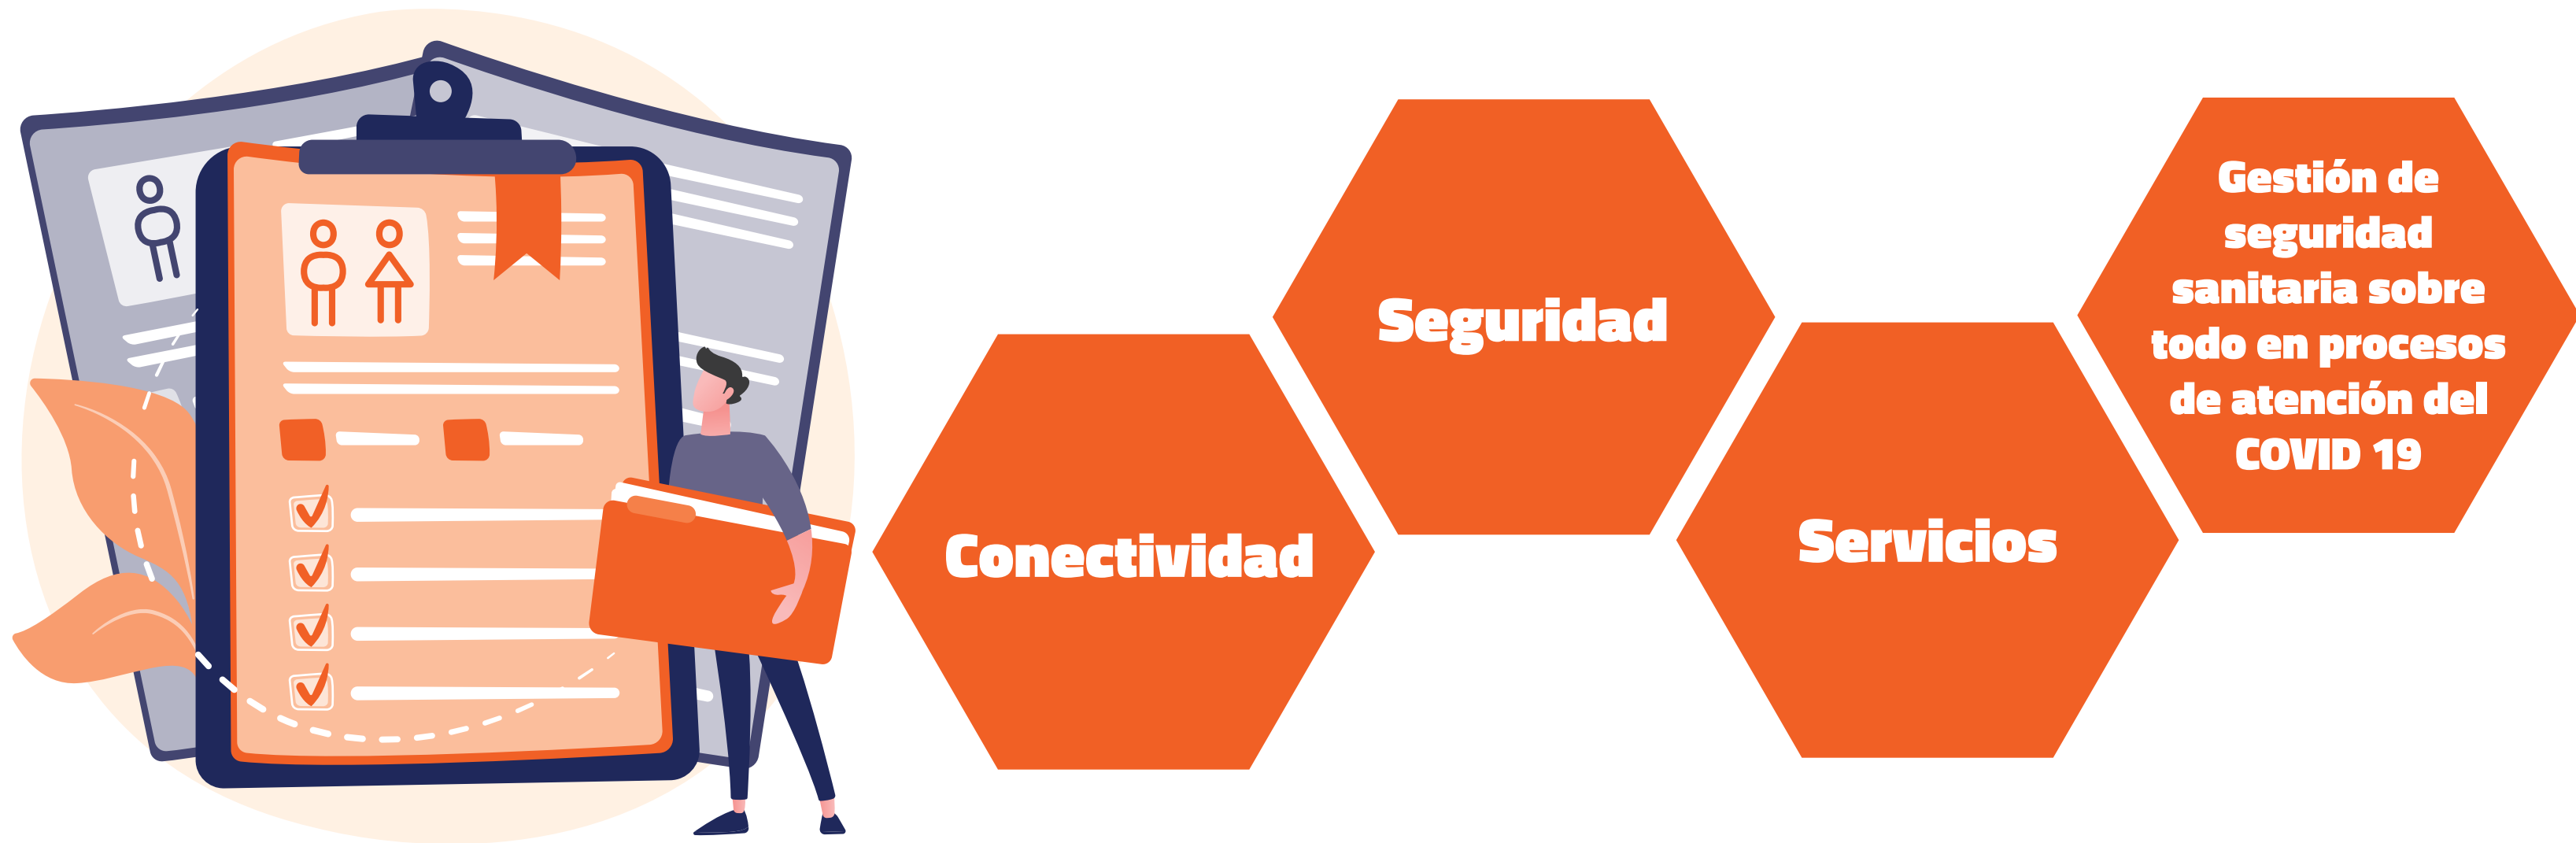 Conectividad
Seguridad
Servicios
Gestión de
seguridad
sanitaria sobre
todo en procesos
de atención del
COVID 19